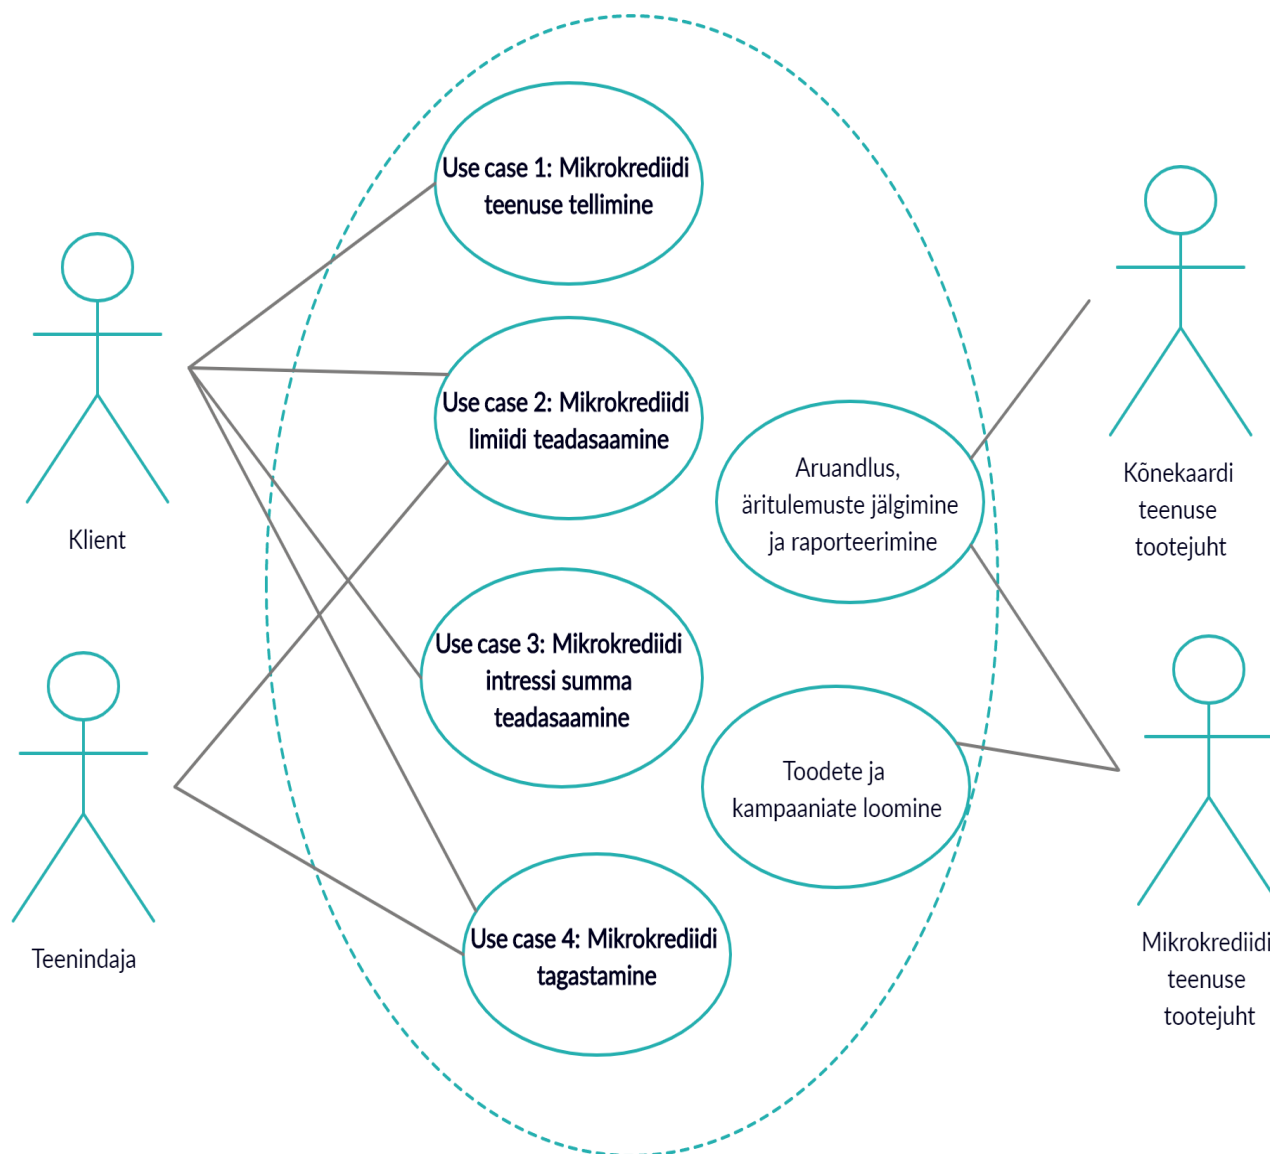 Use case 1: Mikrokrediidi
teenuse tellimine
Use case 2: Mikrokrediidi
limiidi teadasaamine
Use case 3: Mikrokrediidi
intressi summa
teadasaamine
Use case 4: Mikrokrediidi
tagastamine
Aruandlus,
äritulemuste jälgimine
ja raporteerimine
Toodete ja
kampaaniate loomine
Klient
Teenindaja
Kõnekaardi
teenuse
tootejuht
Mikrokrediidi
teenuse
tootejuht